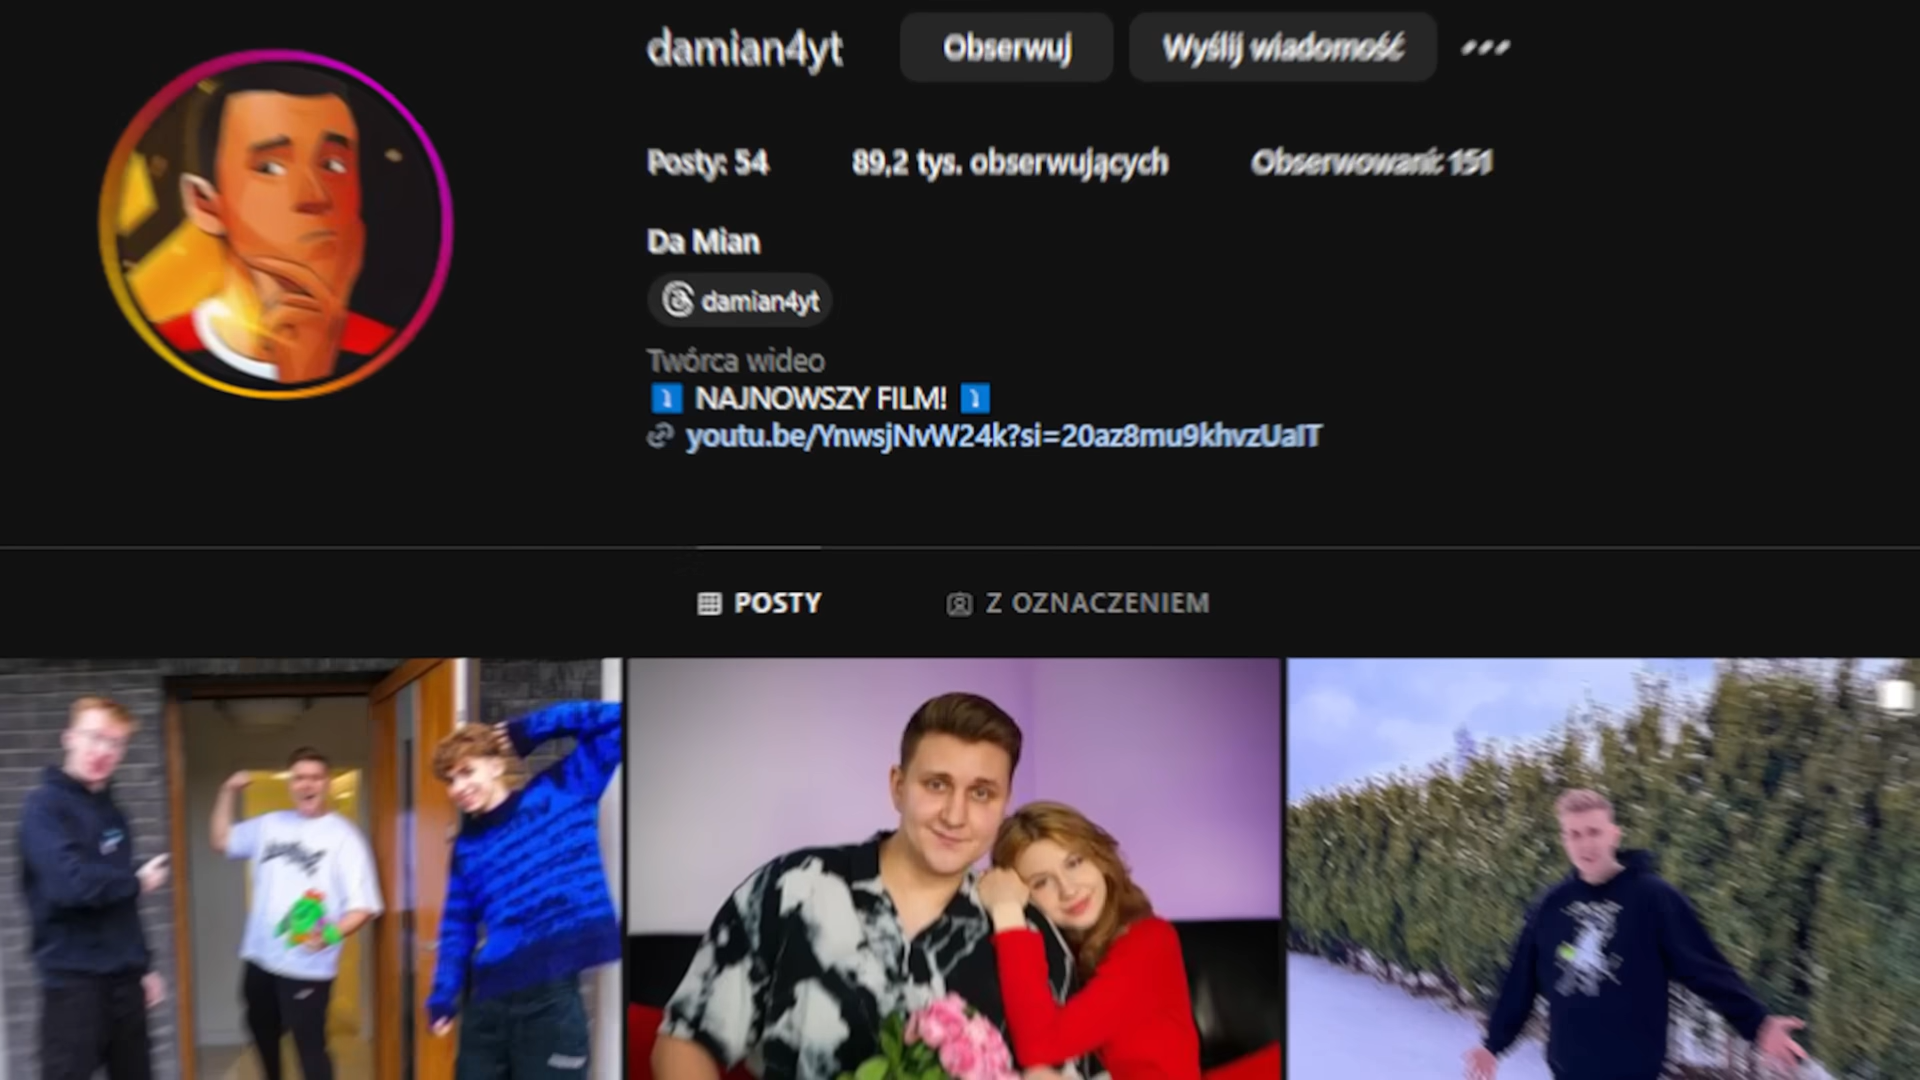 damian4yt Obserwuj Wyślij wiadomość
Posty: 54 89,2 tys. obserwujących Obserwowani: 151
Da Mian
damian4yt
Twórca wideo
⤵️ NAJNOWSZY FILM! ⤵️
youtu.be/YnwsjNvW24k?si=20az8mu9khvzUaIT
POSTY Z OZNACZENIEM